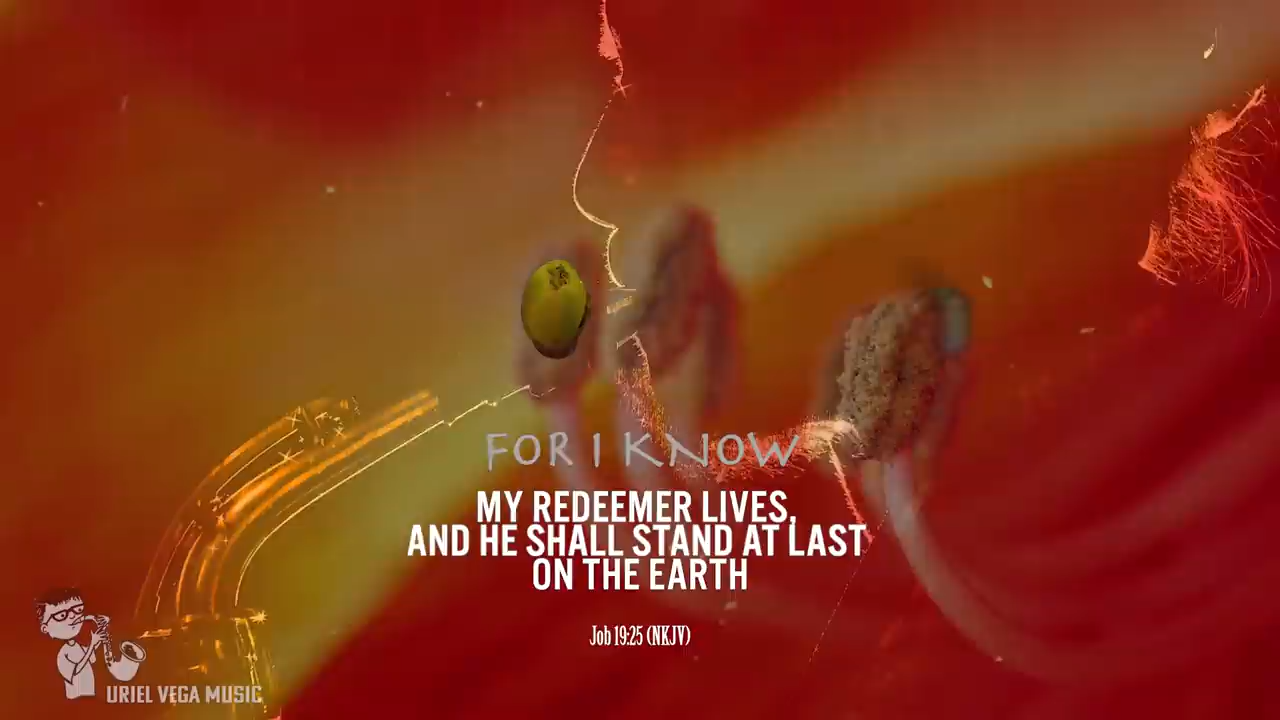 FOR I KNOW
MY REDEEMER LIVES,
AND HE SHALL STAND AT LAST
ON THE EARTH
Job 19:25 (NKJV)
URIEL VEGA MUSIC